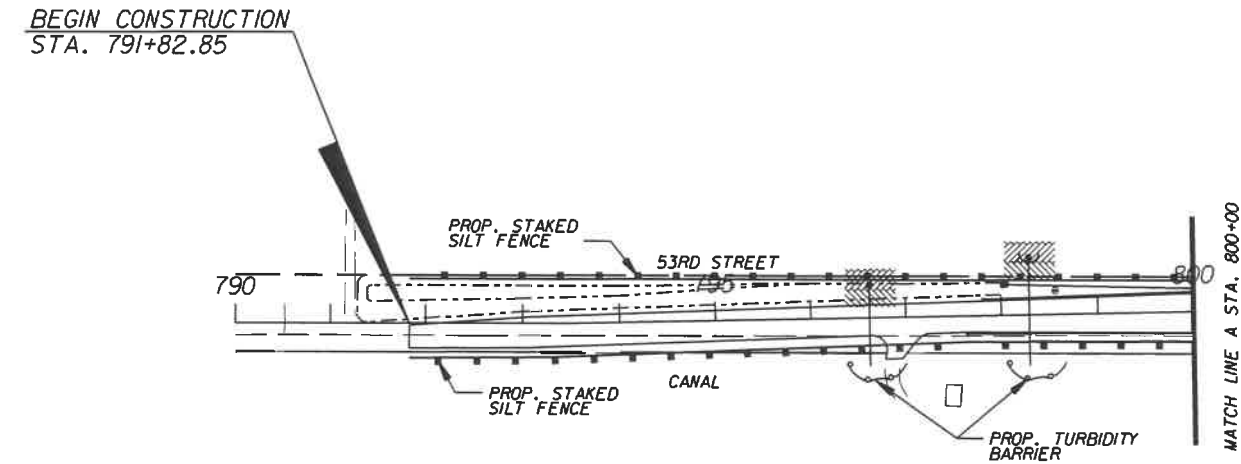 BEGIN CONSTRUCTION
STA. 791+82.85
PROP. STAKED
SILT FENCE
53RD STREET
790
795
800
MATCH LINE A STA. 800+00
CANAL
PROP. STAKED
SILT FENCE
PROP. TURBIDITY
BARRIER